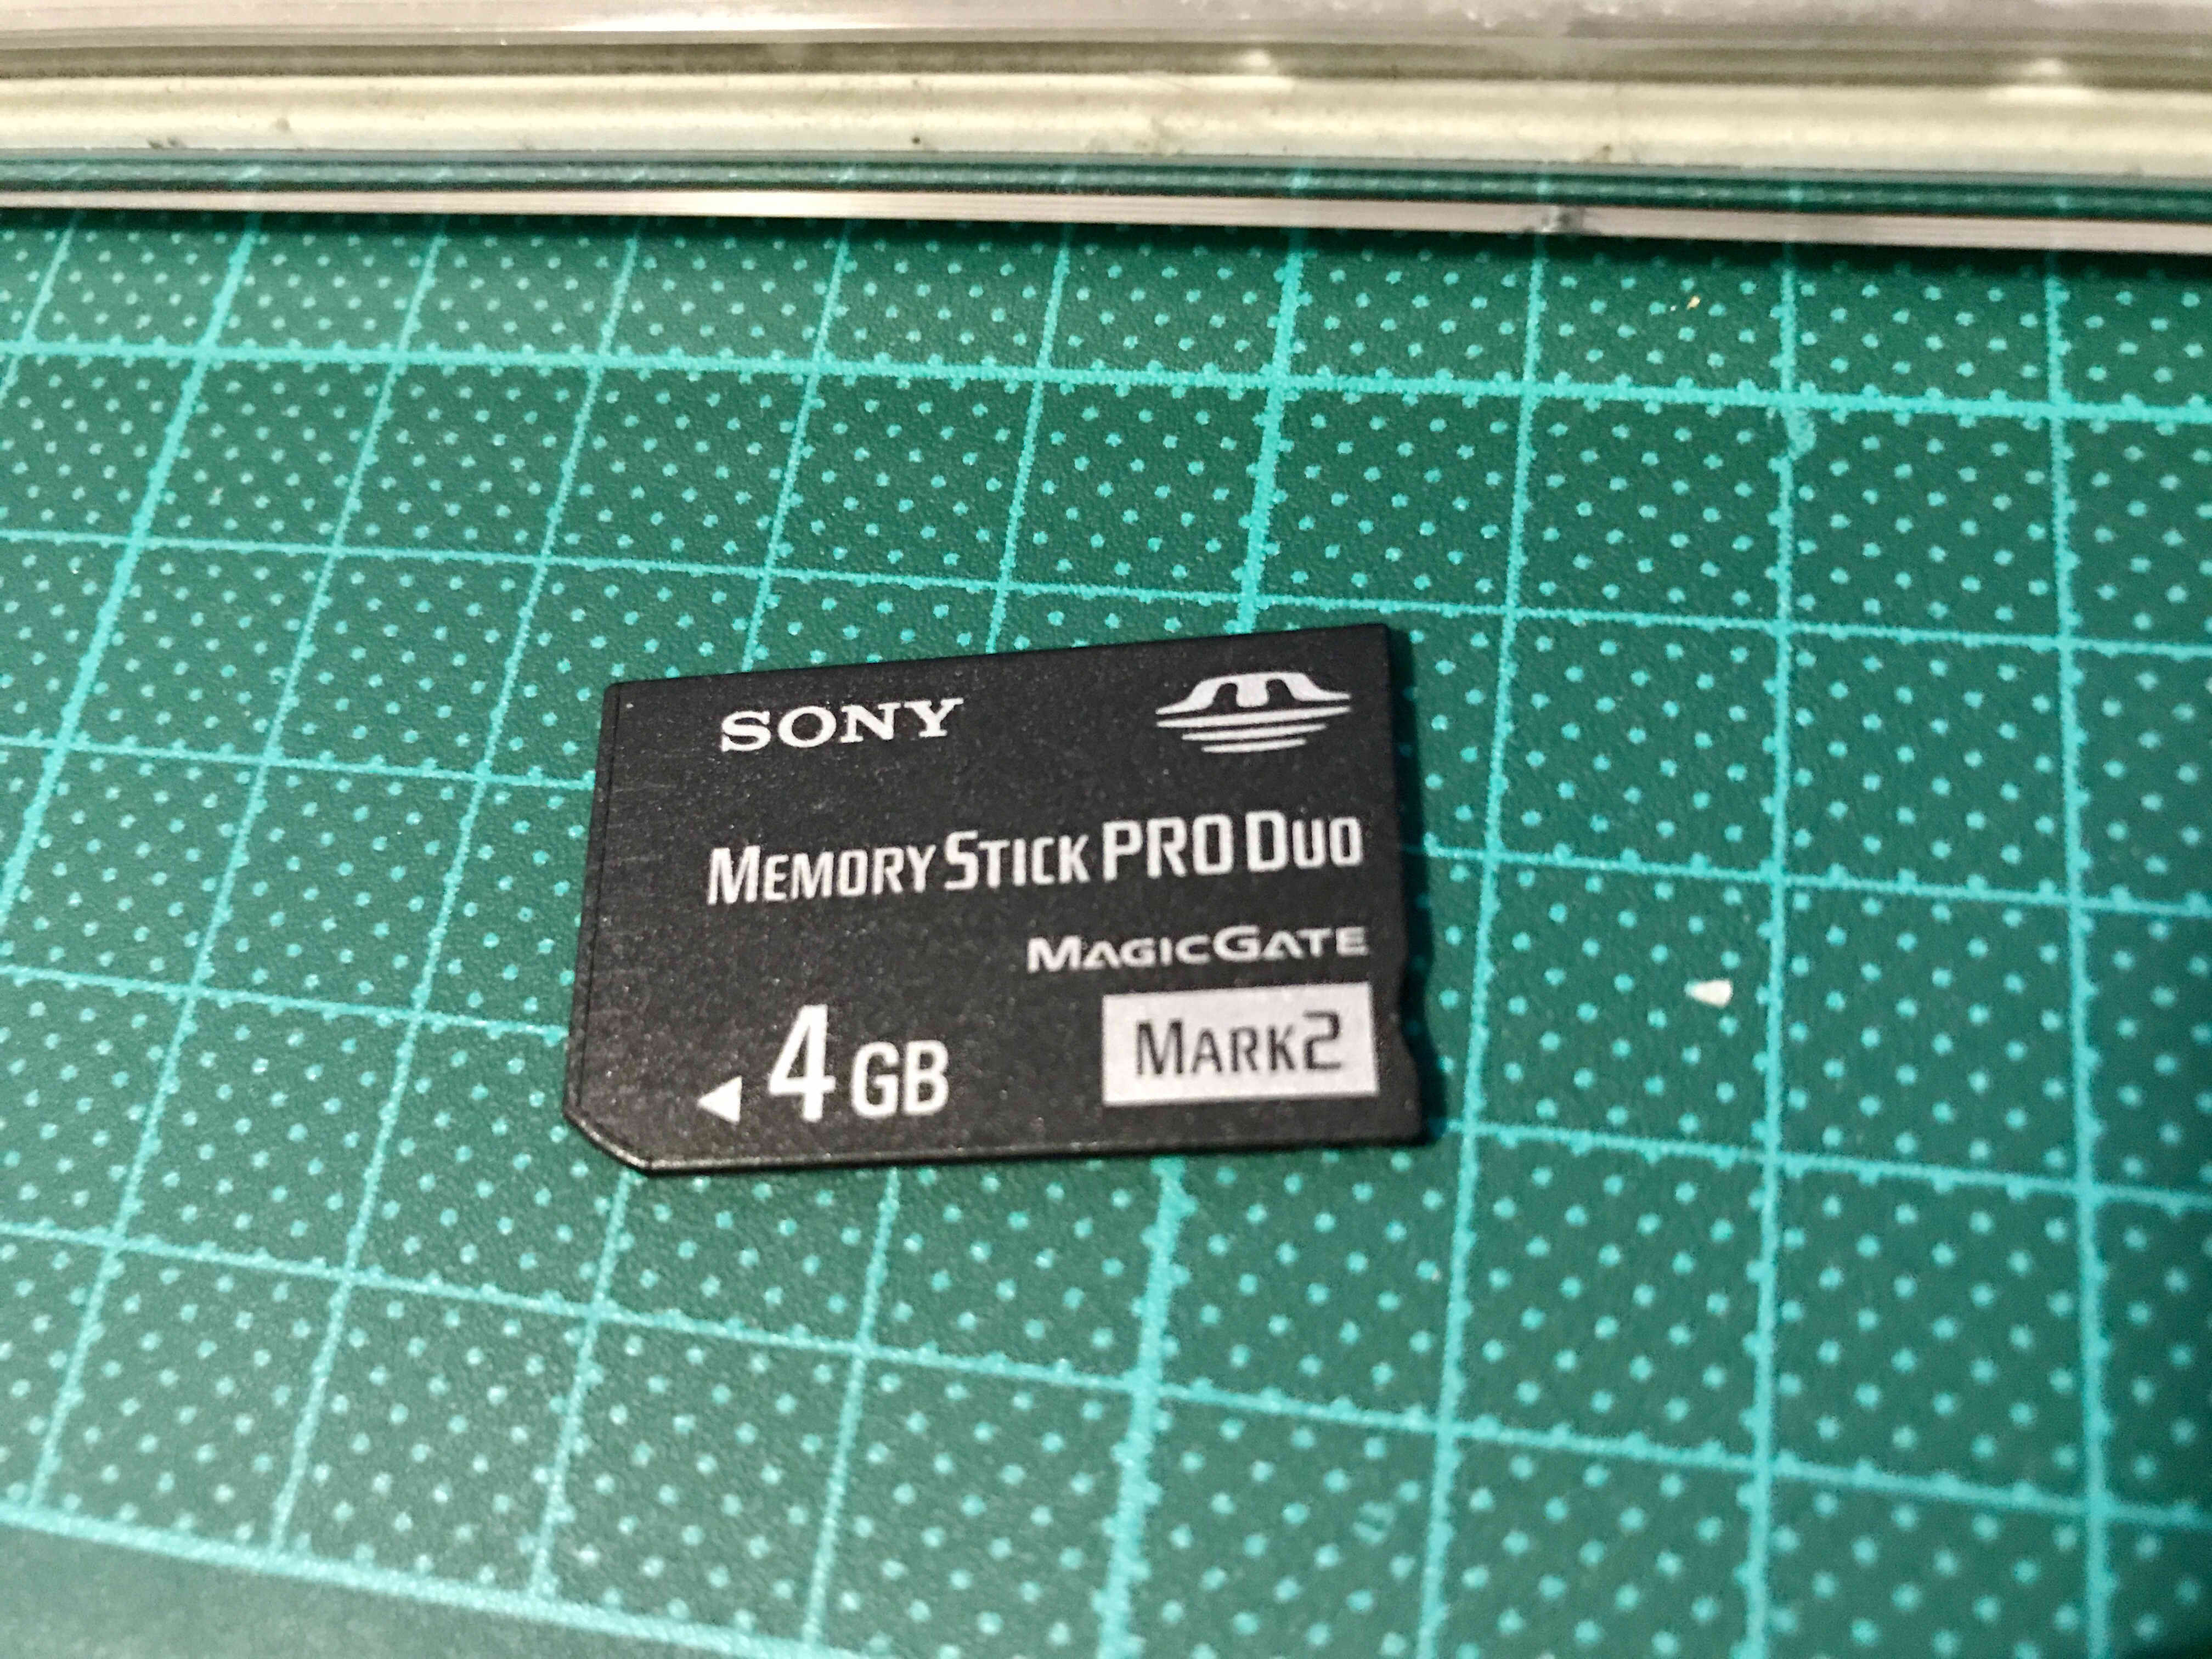 SONY
MEMORY STICK PRO DUO
MAGICGATE
4 GB
MARK2